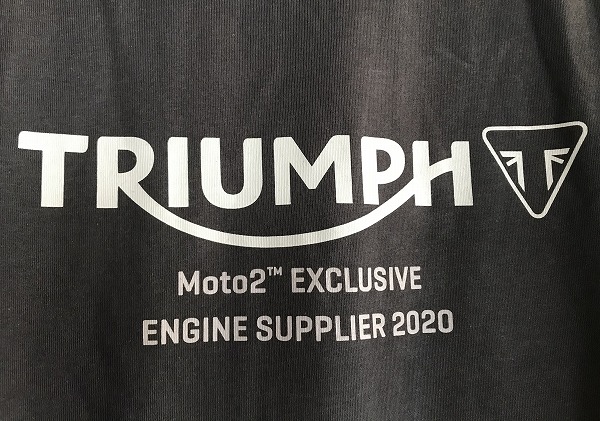 TRIUMPH
Moto2™ EXCLUSIVE
ENGINE SUPPLIER 2020